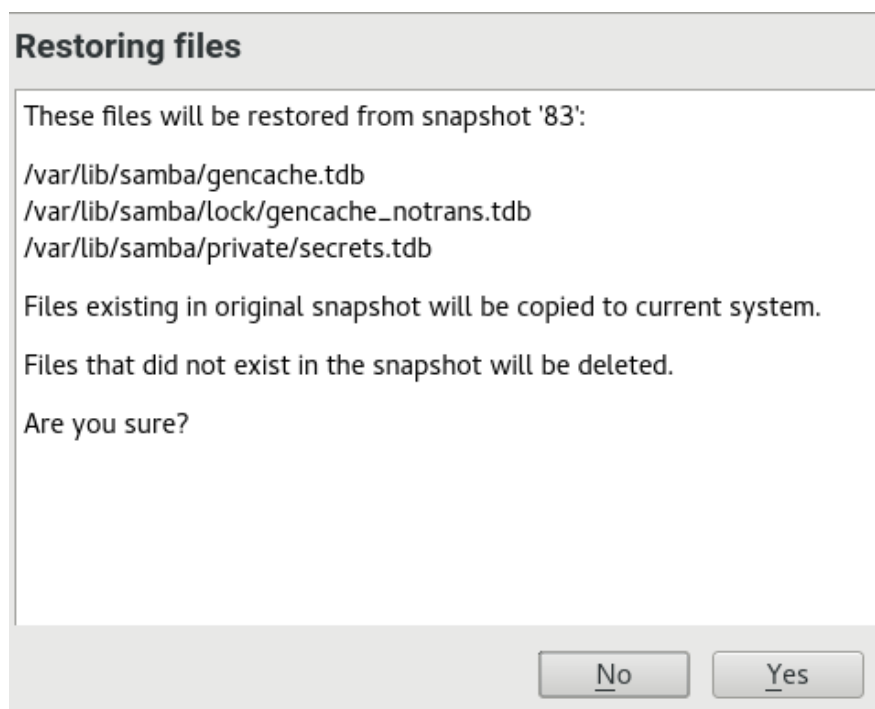 Restoring files
These files will be restored from snapshot '83':
/var/lib/samba/gencache.tdb
/var/lib/samba/lock/gencache_notrans.tdb
/var/lib/samba/private/secrets.tdb
Files existing in original snapshot will be copied to current system.
Files that did not exist in the snapshot will be deleted.
Are you sure?
No
Yes